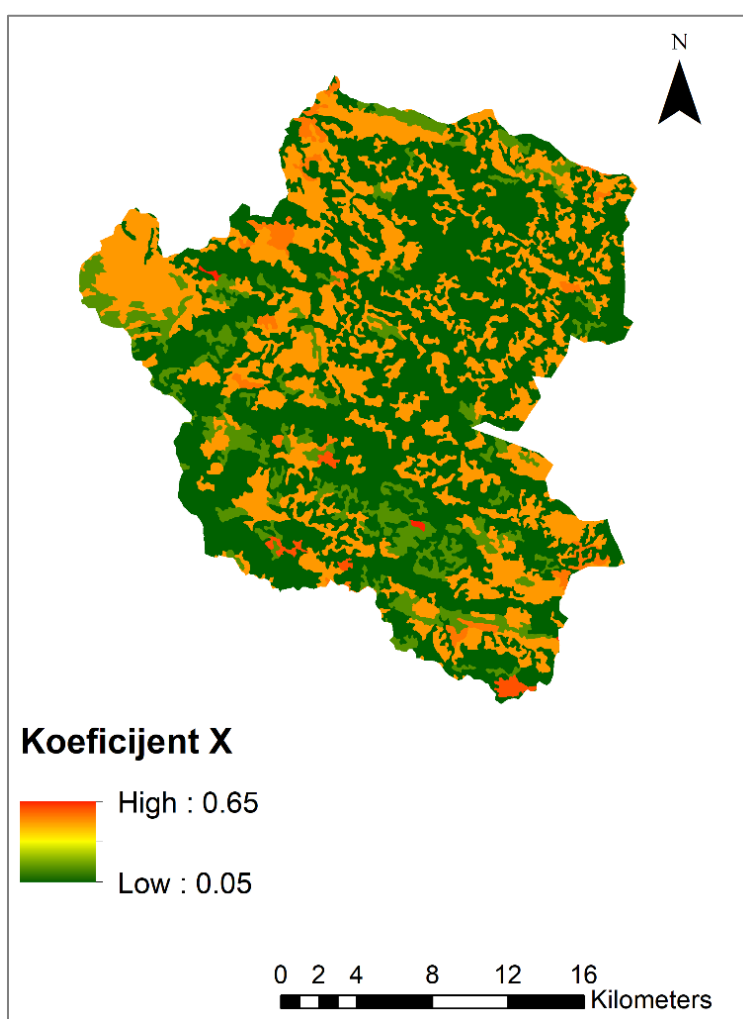 N
Koeficijent X
High : 0.65
Low : 0.05
0 2 4 8 12 16
Kilometers